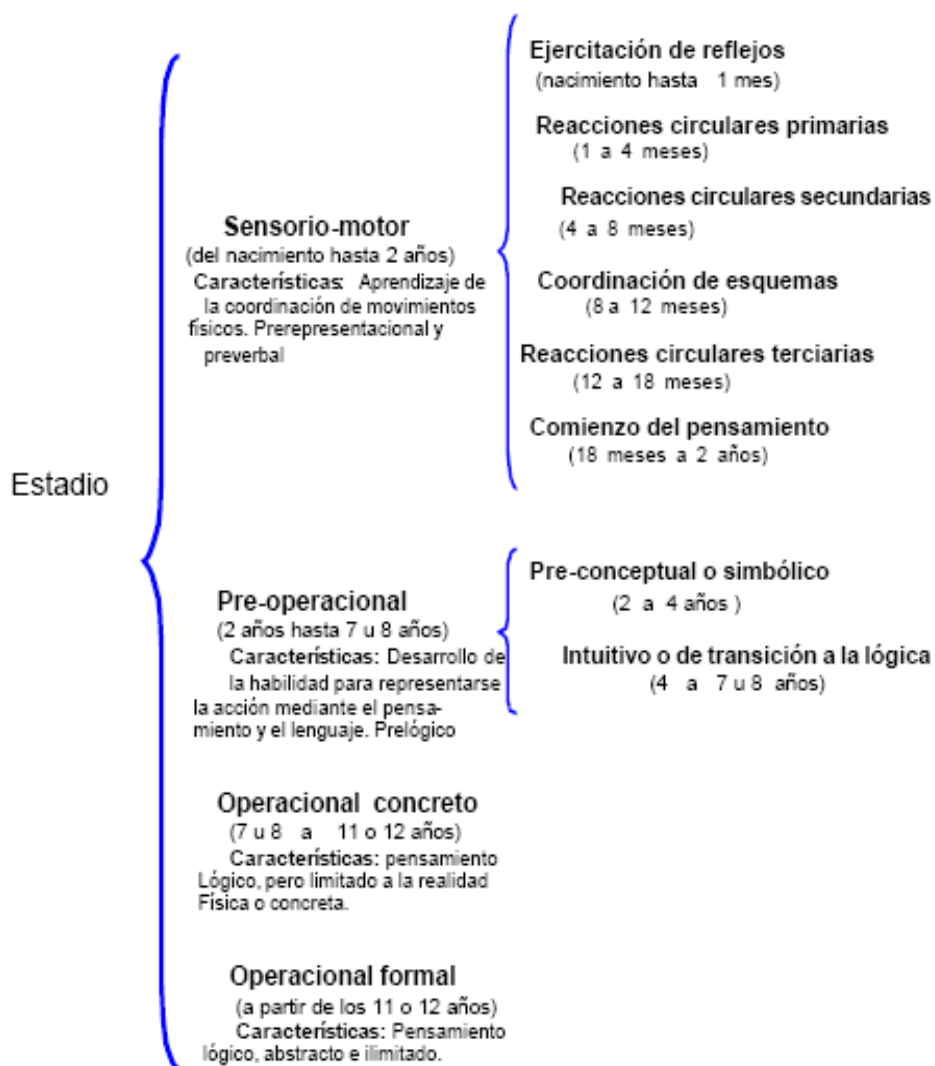 Estadio
Sensorio-motor
(del nacimiento hasta 2 años)
Características: Aprendizaje de
la coordinación de movimientos
físicos. Prerepresentacional y
preverbal
Ejercitación de reflejos
(nacimiento hasta 1 mes)
Reacciones circulares primarias
(1 a 4 meses)
Reacciones circulares secundarias
(4 a 8 meses)
Coordinación de esquemas
(8 a 12 meses)
Reacciones circulares terciarias
(12 a 18 meses)
Comienzo del pensamiento
(18 meses a 2 años)
Pre-operacional
(2 años hasta 7 u 8 años)
Características: Desarrollo de
la habilidad para representarse
la acción mediante el pensa-
miento y el lenguaje. Prelógico
Pre-conceptual o simbólico
(2 a 4 años )
Intuitivo o de transición a la lógica
(4 a 7 u 8 años)
Operacional concreto
(7 u 8 a 11 o 12 años)
Características: pensamiento
Lógico, pero limitado a la realidad
Física o concreta.
Operacional formal
(a partir de los 11 o 12 años)
Características: Pensamiento
lógico, abstracto e ilimitado.